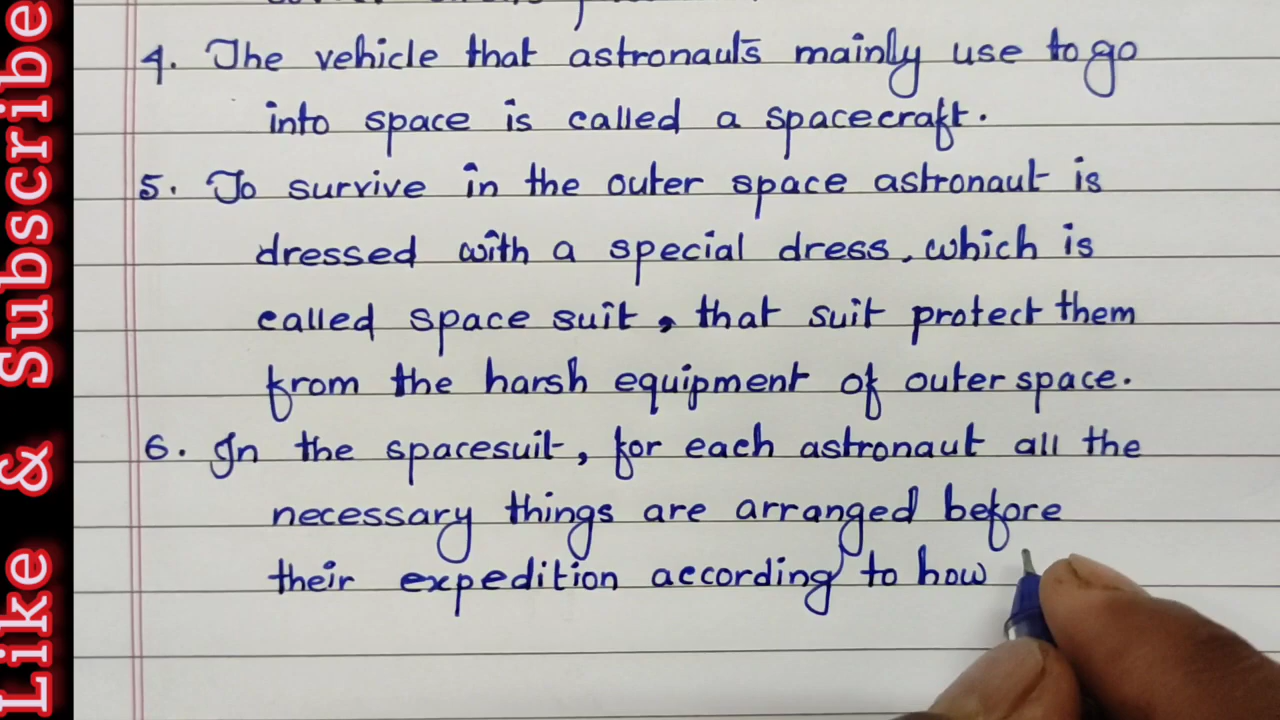 4. The vehicle that astronauts mainly use to go
into space is called a spacecraft.
5. To survive in the outer space astronaut is
dressed with a special dress, which is
called space suit, that suit protect them
from the harsh equipment of outer space.
6. In the spacesuit, for each astronaut all the
necessary things are arranged before
their expedition according to how
Like & Subscribe